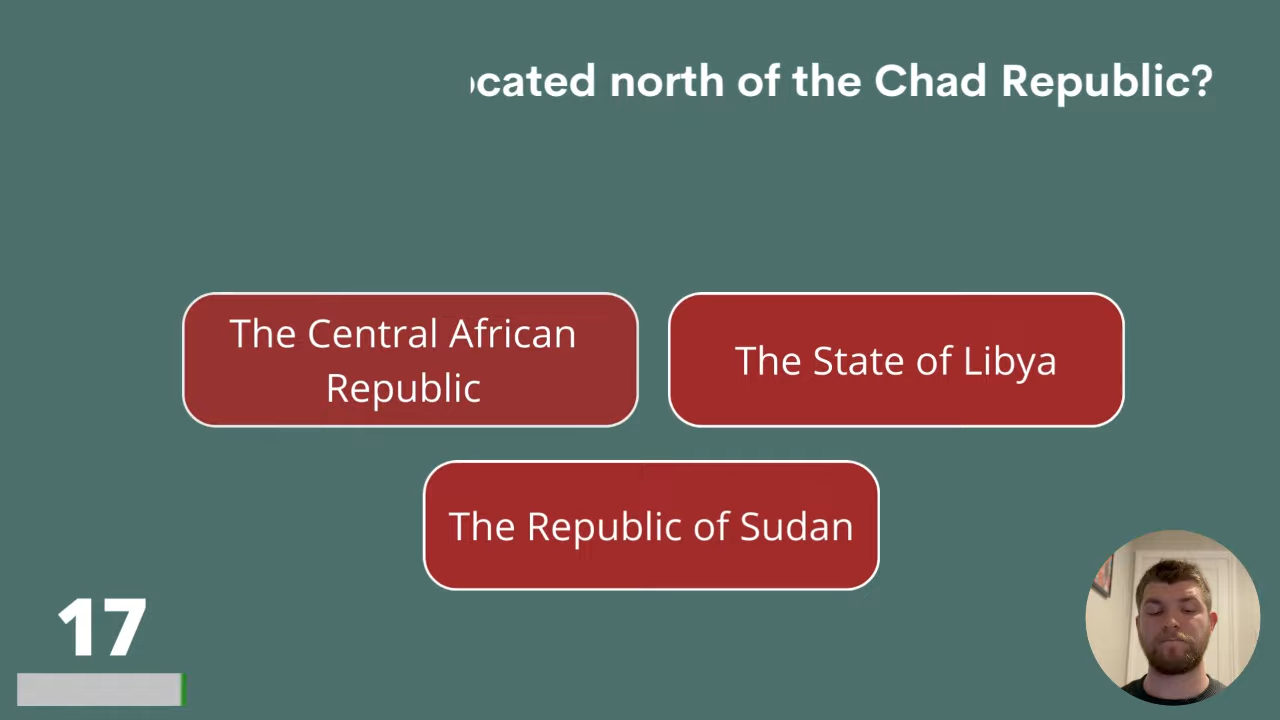 cated north of the Chad Republic?
The Central African
Republic
The State of Libya
The Republic of Sudan
17